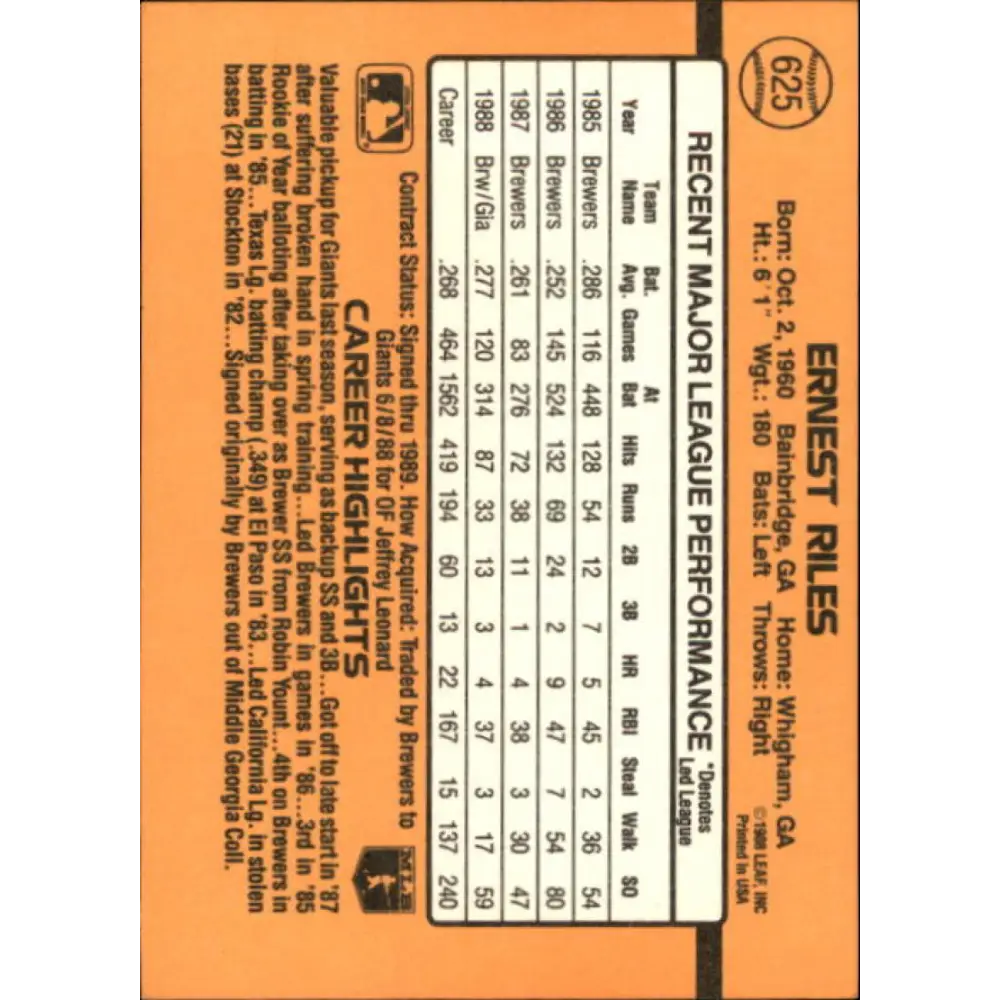 625
ERNEST RILES
Born: Oct. 2, 1960 Bainbridge, GA Home: Whigham, GA
Ht.: 6'1" Wgt.: 180 Bats: Left Throws: Right
©1988 LEAF, INC
Printed in USA
RECENT MAJOR LEAGUE PERFORMANCE *Denotes Led League
Year Team Name Bat. Avg. Games At Bat Hits Runs 2B 3B HR RBI Steal Walk SO
1985 Brewers .286 116 448 128 54 12 7 5 45 2 36 54
1986 Brewers .252 145 524 132 69 24 2 9 47 7 54 80
1987 Brewers .261 83 276 72 38 11 1 4 38 3 30 47
1988 Brw/Gia .277 120 314 87 33 13 3 4 37 3 17 59
Career .268 464 1562 419 194 60 13 22 167 15 137 240
Contract Status: Signed thru 1989. How Acquired: Traded by Brewers to
Giants 6/8/88 for OF Jeffrey Leonard
MLB
CAREER HIGHLIGHTS
Valuable pickup for Giants last season, serving as backup SS and 3B...Got off to late start in '87
after suffering broken hand in spring training...Led Brewers in games in '86...3rd in '85
Rookie of Year balloting after taking over as Brewer SS from Robin Yount...4th on Brewers in
batting in '85...Texas Lg. batting champ (.349) at El Paso in '83...Led California Lg. in stolen
bases (21) at Stockton in '82...Signed originally by Brewers out of Middle Georgia Coll.